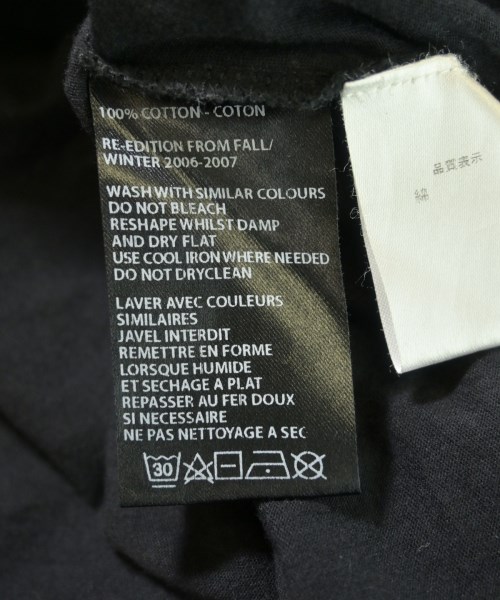 100% COTTON - COTON
RE-EDITION FROM FALL/
WINTER 2006-2007
WASH WITH SIMILAR COLOURS
DO NOT BLEACH
RESHAPE WHILST DAMP
AND DRY FLAT
USE COOL IRON WHERE NEEDED
DO NOT DRYCLEAN
LAVER AVEC COULEURS
SIMILAIRES
JAVEL INTERDIT
REMETTRE EN FORME
LORSQUE HUMIDE
ET SECHAGE A PLAT
REPASSER AU FER DOUX
SI NECESSAIRE
NE PAS NETTOYAGE A SEC
30
品質表示
綿